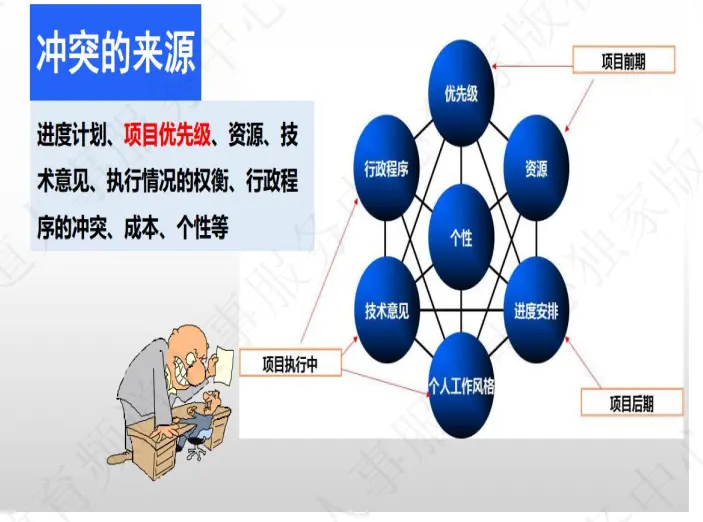 冲突的来源
进度计划、项目优先级、资源、技
术意见、执行情况的权衡、行政程
序的冲突、成本、个性等
优先级
项目前期
行政程序
资源
个性
技术意见
进度安排
项目执行中
个人工作风格
项目后期